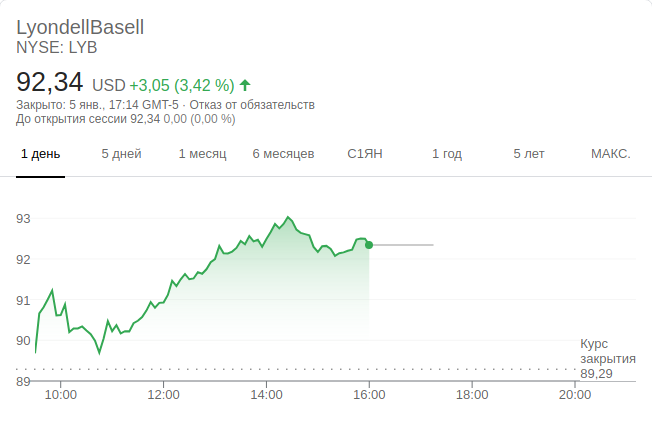 LyondellBasell
NYSE: LYB
92,34 USD +3,05 (3,42 %)
Закрыто: 5 янв., 17:14 GMT-5 · Отказ от обязательств
До открытия сессии 92,34 0,00 (0,00 %)
1 день 5 дней 1 месяц 6 месяцев С1ЯН 1 год 5 лет МАКС.
93
92
91
90
Курс
закрытия
89,29
89
10:00 12:00 14:00 16:00 18:00 20:00